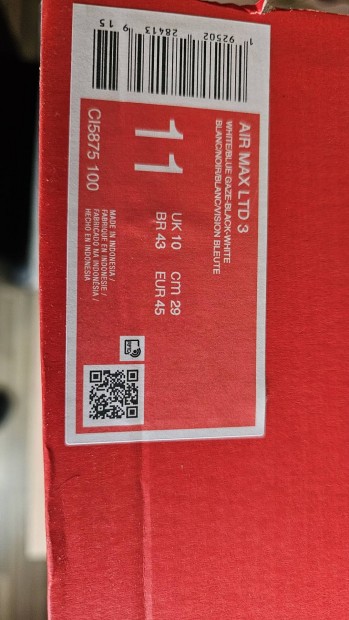 AIR MAX LTD 3
WHITE/BLUE GAZE-BLACK-WHITE
BLANC/NOIR/BLANC/VISION BLEUTE
11
UK 10 cm 29
BR 43 EUR 45
CI5875 100
MADE IN INDONESIA /
FABRIQUE EN INDONESIE /
FABRICADO NA INDONÉSIA /
HECHO EN INDONESIA
1 92502 28413 9 15